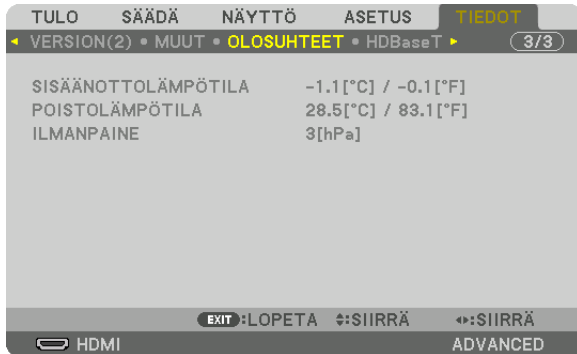 TULO SÄÄDÄ NÄYTTÖ ASETUS TIEDOT
VERSION(2) • MUUT • OLOSUHTEET • HDBaseT 3/3
SISÄÄNOTTOLÄMPÖTILA -1.1[°C] / -0.1[°F]
POISTOLÄMPÖTILA 28.5[°C] / 83.1[°F]
ILMANPAINE 3[hPa]
EXIT:LOPETA :SIIRRÄ :SIIRRÄ
HDMI ADVANCED